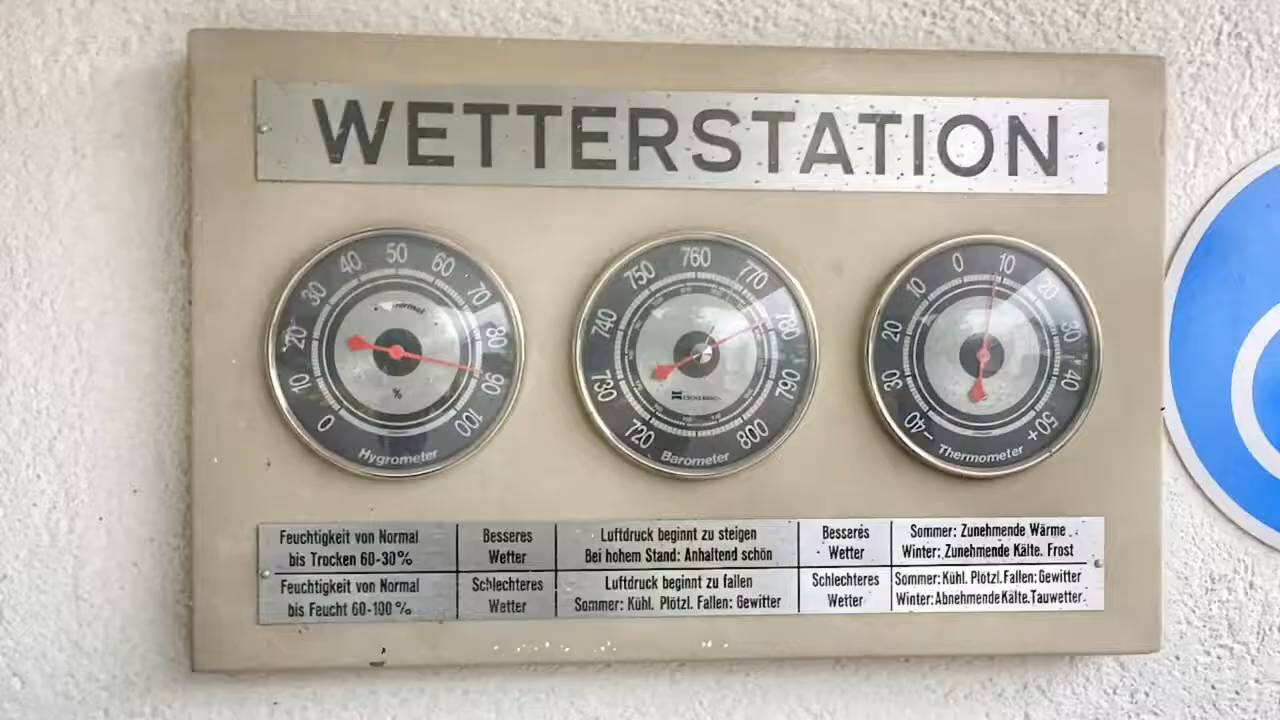 WETTERSTATION
0 10 20 30 40 50 60 70 80 90 100
normal
%
Hygrometer
720 730 740 750 760 770 780 790 800
Barometer
-40 30 20 10 0 10 20 30 40 50+
Thermometer
Feuchtigkeit von Normal
bis Trocken 60-30%
Besseres
Wetter
Luftdruck beginnt zu steigen
Bei hohem Stand: Anhaltend schön
Besseres
Wetter
Sommer: Zunehmende Wärme
Winter: Zunehmende Kälte. Frost
Feuchtigkeit von Normal
bis Feucht 60-100%
Schlechteres
Wetter
Luftdruck beginnt zu fallen
Sommer: Kühl. Plötzl. Fallen: Gewitter
Schlechteres
Wetter
Sommer: Kühl. Plötzl. Fallen: Gewitter
Winter: Abnehmende Kälte. Tauwetter.